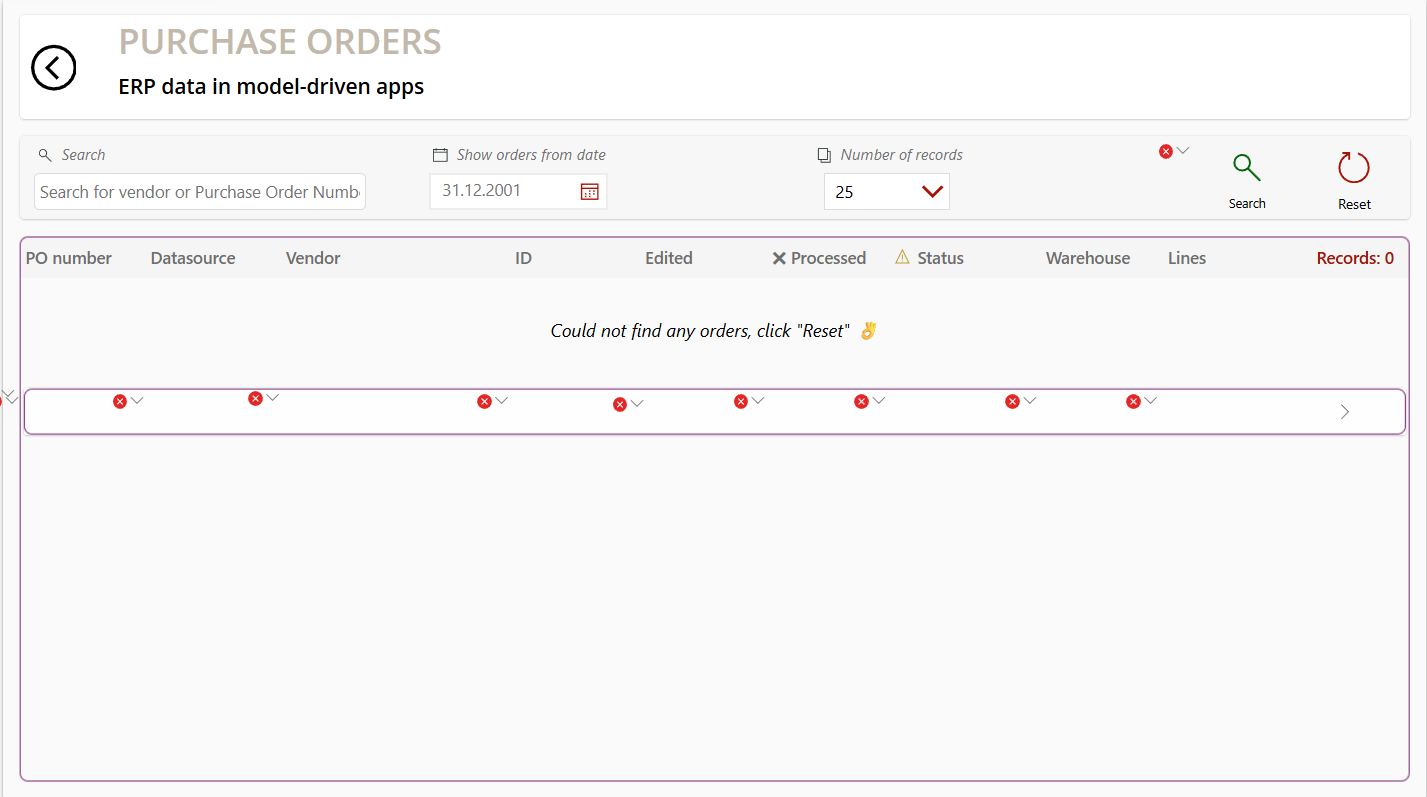 PURCHASE ORDERS
ERP data in model-driven apps
Search
Show orders from date
Number of records
Search for vendor or Purchase Order Numb
31.12.2001
25
Search
Reset
PO number Datasource Vendor ID Edited Processed Status Warehouse Lines Records: 0
Could not find any orders, click "Reset" 👌